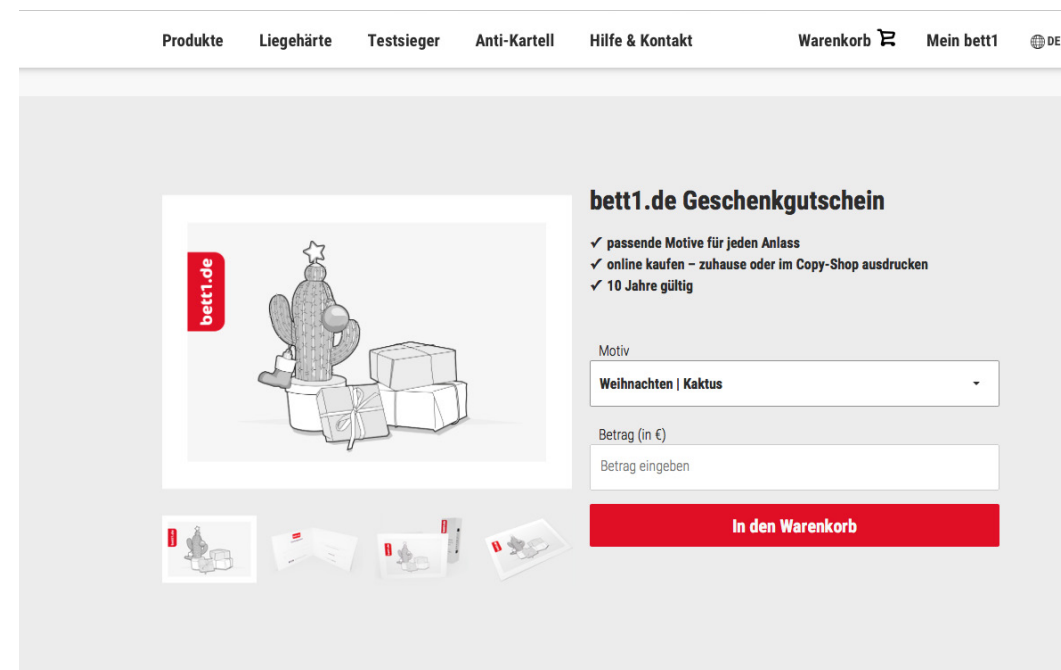 Produkte Liegehärte Testsieger Anti-Kartell Hilfe & Kontakt Warenkorb Mein bett1 DE
bett1.de
bett1.de Geschenkgutschein
✓ passende Motive für jeden Anlass
✓ online kaufen – zuhause oder im Copy-Shop ausdrucken
✓ 10 Jahre gültig
Motiv
Weihnachten | Kaktus
Betrag (in €)
Betrag eingeben
In den Warenkorb